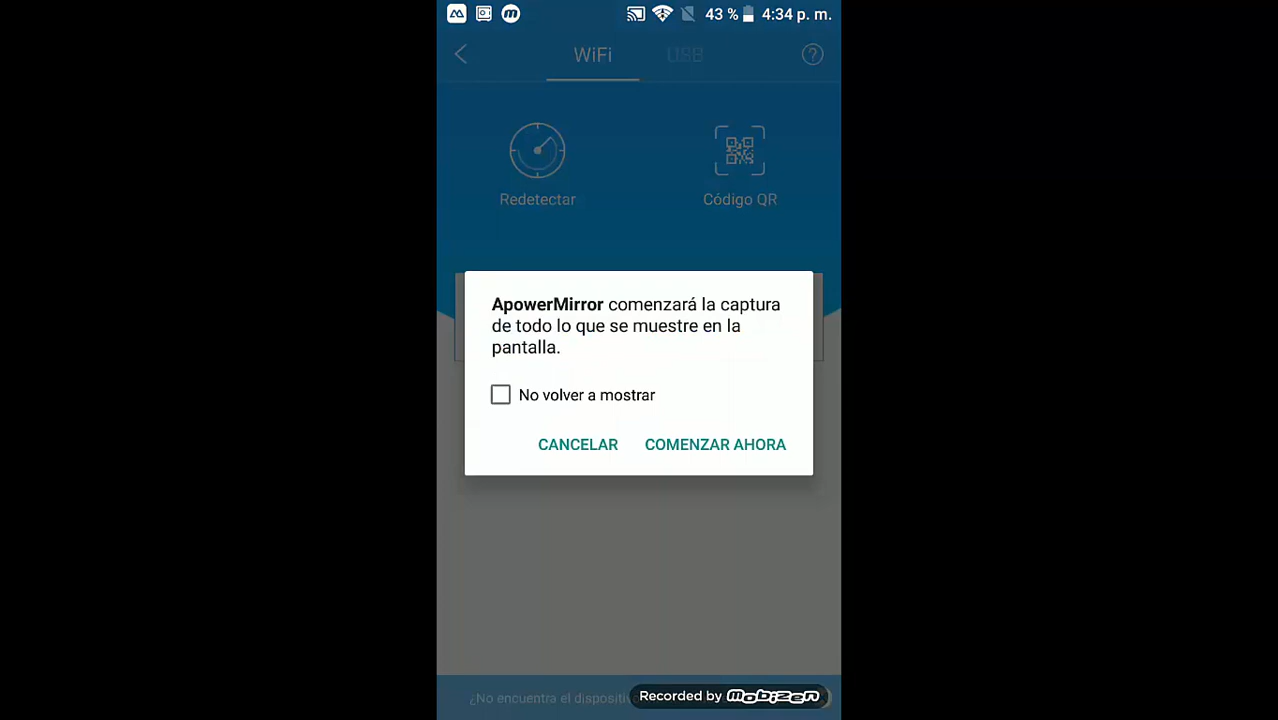 43 % 4:34 p. m.
WiFi USB
Redetectar Código QR
ApowerMirror comenzará la captura
de todo lo que se muestre en la
pantalla.
No volver a mostrar
CANCELAR COMENZAR AHORA
¿No encuentra el dispositivo
Recorded by Mobizen